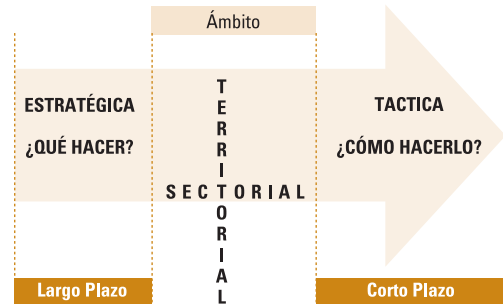 Ámbito
ESTRATÉGICA
¿QUÉ HACER?
TERRITORIAL
SECTORIAL
TACTICA
¿CÓMO HACERLO?
Largo Plazo
Corto Plazo